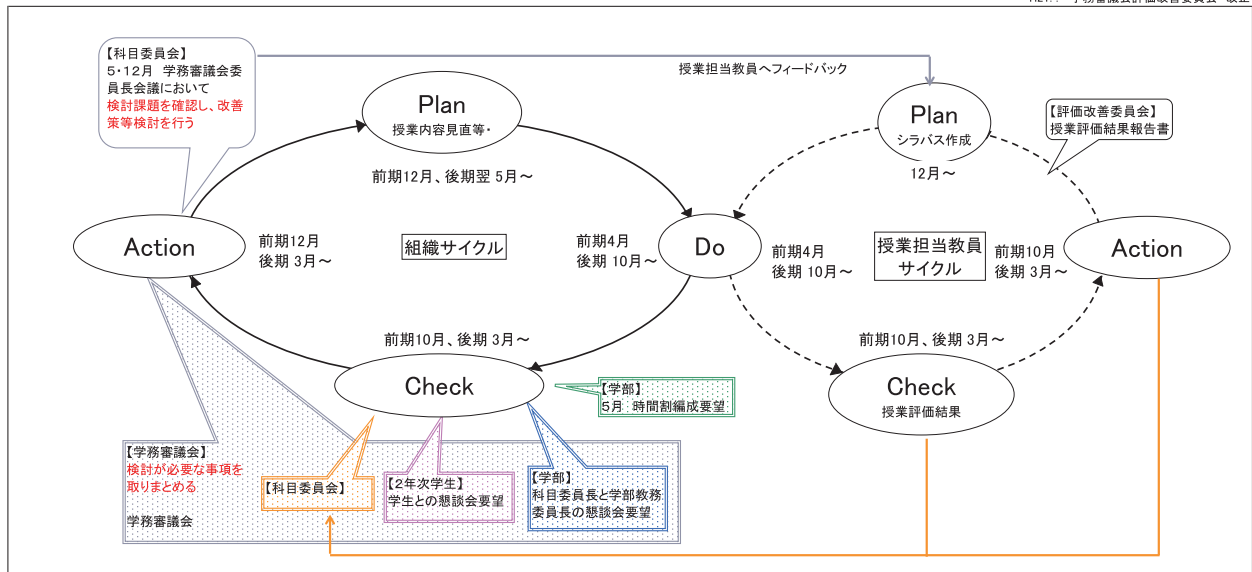 【科目委員会】
5・12月 学務審議会委
員長会議において
検討課題を確認し、改善
策等検討を行う
授業担当教員へフィードバック
Plan
授業内容見直等・
前期12月、後期翌 5月～
Plan
シラバス作成
12月～
【評価改善委員会】
授業評価結果報告書
Action
前期12月
後期 3月～
組織サイクル
前期4月
後期 10月～
Do
前期4月
後期 10月～
授業担当教員
サイクル
前期10月
後期 3月～
Action
前期10月、後期 3月～
Check
【学部】
5月 時間割編成要望
前期10月、後期 3月～
Check
授業評価結果
【学務審議会】
検討が必要な事項を
取りまとめる
学務審議会
【科目委員会】
【2年次学生】
学生との懇談会要望
【学部】
科目委員長と学部教務
委員長の懇談会要望